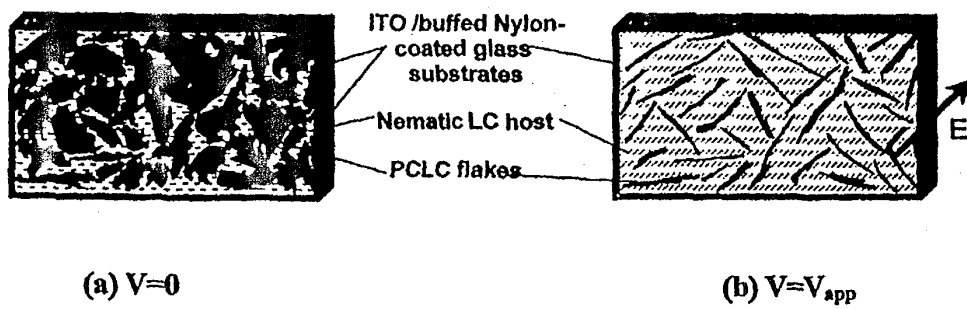 ITO /buffed Nylon-
coated glass
substrates
Nematic LC host
PCLC flakes
E
(a) V=0
(b) V=Vapp